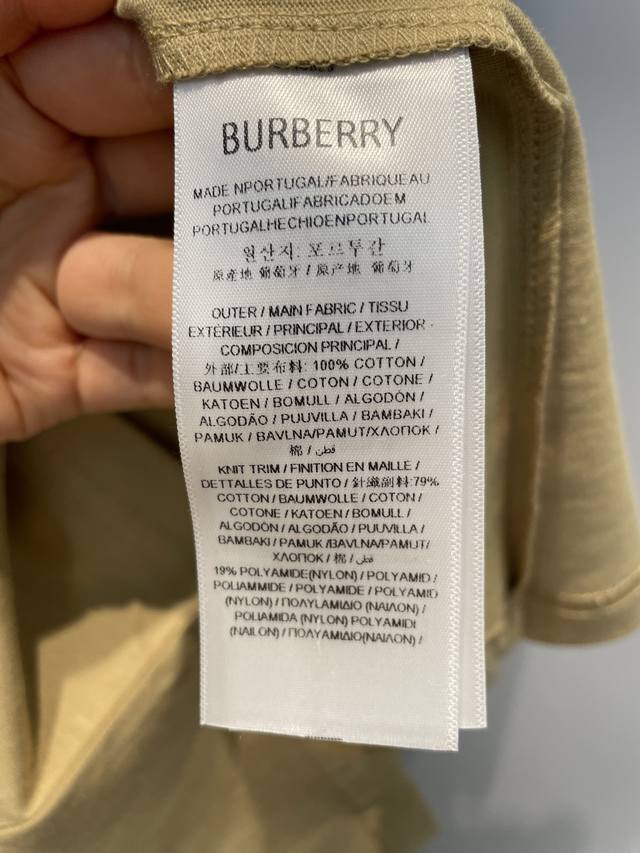 BURBERRY
MADE NPORTUGAL/FABRIQUEAU
PORTUGAL/FABRICADOEM
PORTUGALHECHIOENPORTUGAL
원산지: 포르투갈
原產地 葡萄牙 / 原产地 葡萄牙
OUTER / MAIN FABRIC / TISSU
EXTERIEUR / PRINCIPAL / EXTERIOR
COMPOSICION PRINCIPAL /
外部/主要布料: 100% COTTON /
BAUMWOLLE / COTON / COTONE /
KATOEN / BOMULL / ALGODÓN /
ALGODÃO / PUUVILLA / BAMBAKI /
PAMUK / BAVLNA/PAMUT/ХЛОПОК /
棉 / قطن
KNIT TRIM / FINITION EN MAILLE /
DETTALLES DE PUNTO / 針織副料:79%
COTTON / BAUMWOLLE / COTON /
COTONE / KATOEN / BOMULL /
ALGODÓN / ALGODÃO / PUUVILLA /
BAMBAKI / PAMUK /BAVLNA/PAMUT/
ХЛОПОК / 棉 / قطن
19% POLYAMIDE(NYLON) / POLYAMID /
POLIAMMIDE / POLYAMIDE / POLYAMID
(NYLON) / ΠΟΛΥLΑΜΙΔΙΟ (ΝΑΙΛΟΝ) /
POLIAMIDA (NYLON) POLYAMIDI
(NAILON) / ΠΟΛΥΑΜΙΔΙΟ(ΝΑΙΛΟΝ) /